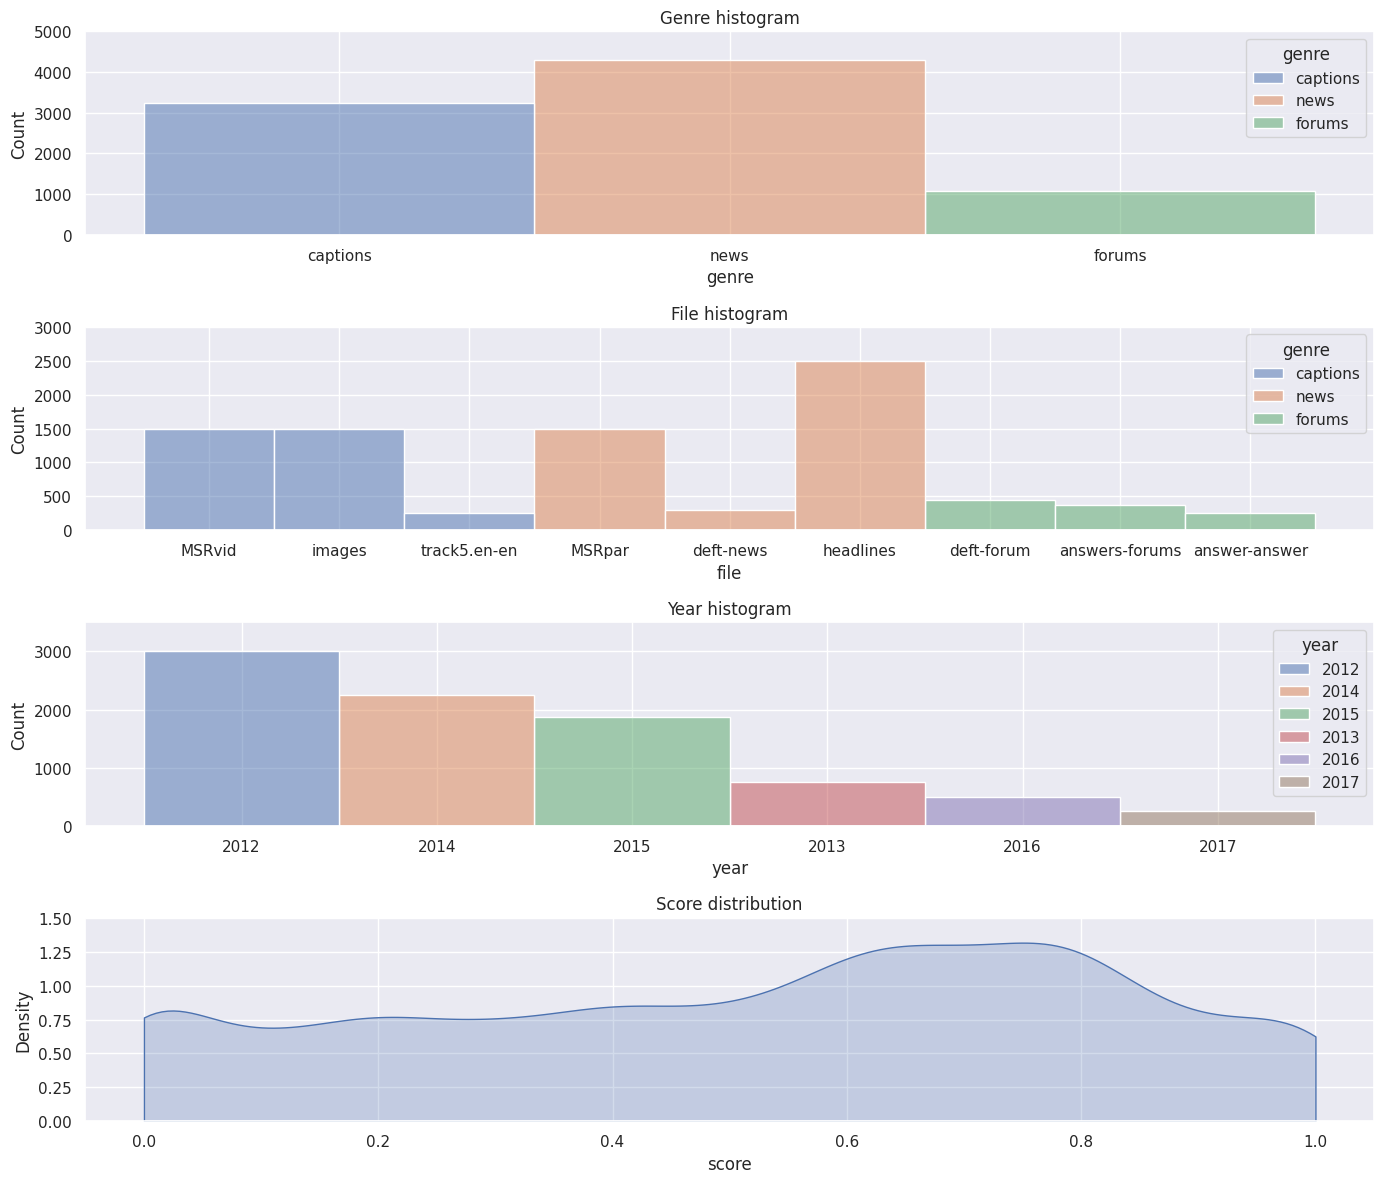 Genre histogram
5000
4000
3000
2000
1000
0
Count
genre
captions
news
forums
captions news forums
genre
File histogram
3000
2500
2000
1500
1000
500
0
Count
genre
captions
news
forums
MSRvid images track5.en-en MSRpar deft-news headlines deft-forum answers-forums answer-answer
file
Year histogram
3000
2000
1000
0
Count
year
2012
2014
2015
2013
2016
2017
2012 2014 2015 2013 2016 2017
year
Score distribution
1.50
1.25
1.00
0.75
0.50
0.25
0.00
Density
0.0 0.2 0.4 0.6 0.8 1.0
score